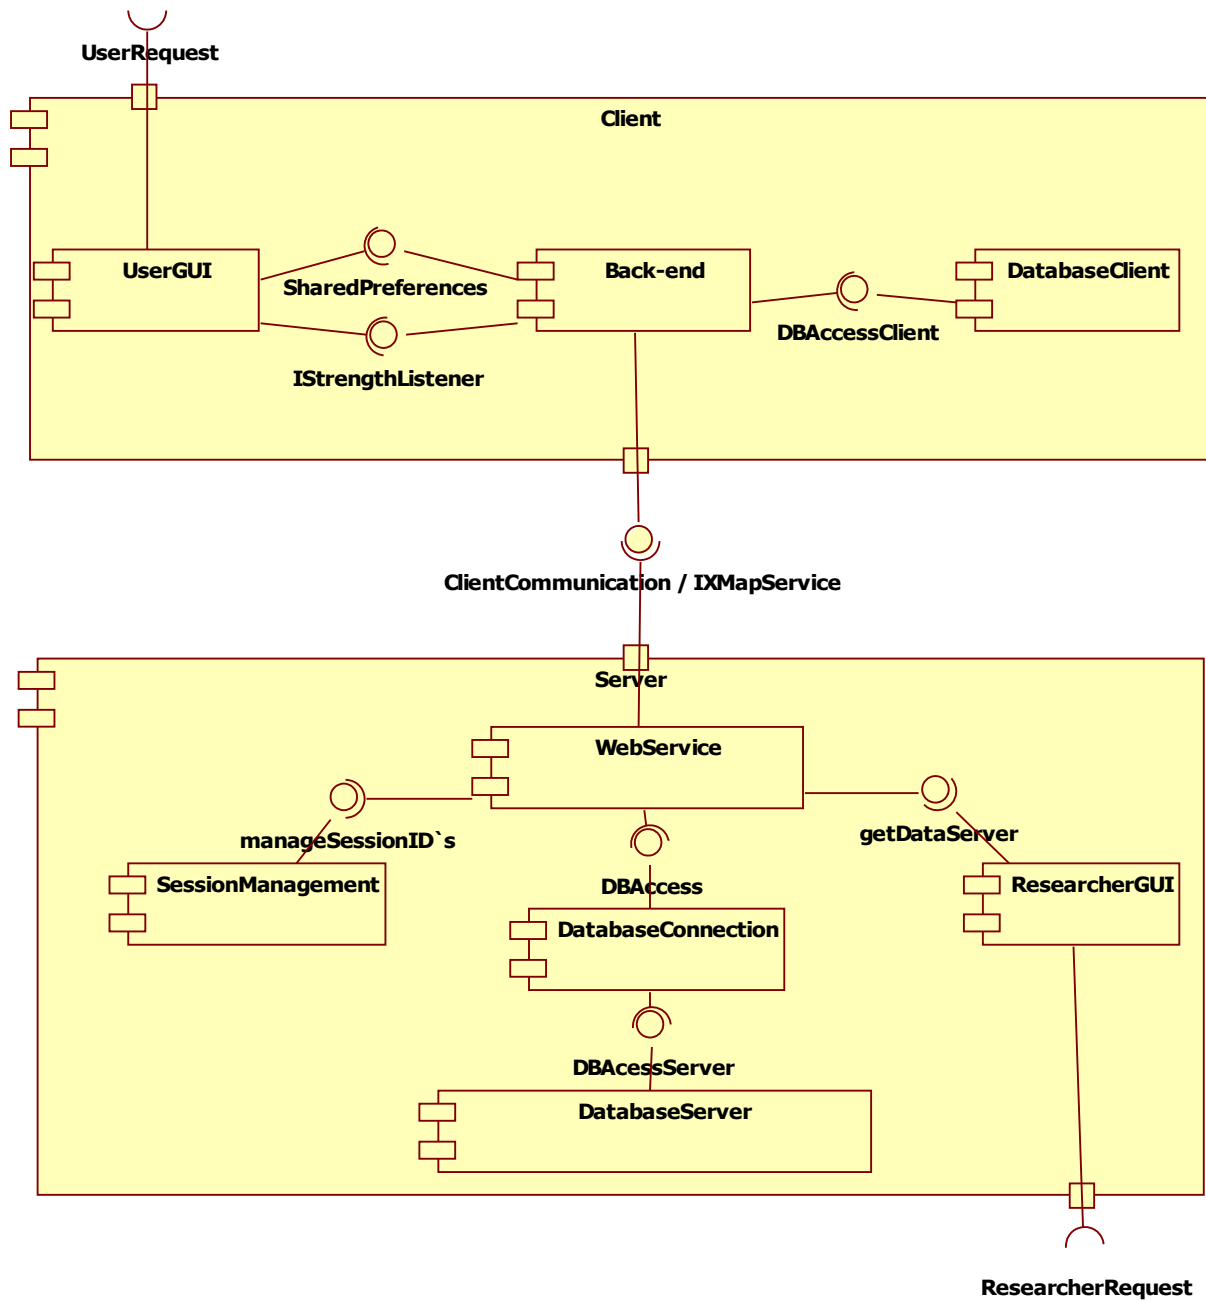 UserRequest
Client
UserGUI
SharedPreferences
IStrengthListener
Back-end
DBAccessClient
DatabaseClient
ClientCommunication / IXMapService
Server
WebService
manageSessionID`s
getDataServer
SessionManagement
DBAccess
ResearcherGUI
DatabaseConnection
DBAcessServer
DatabaseServer
ResearcherRequest